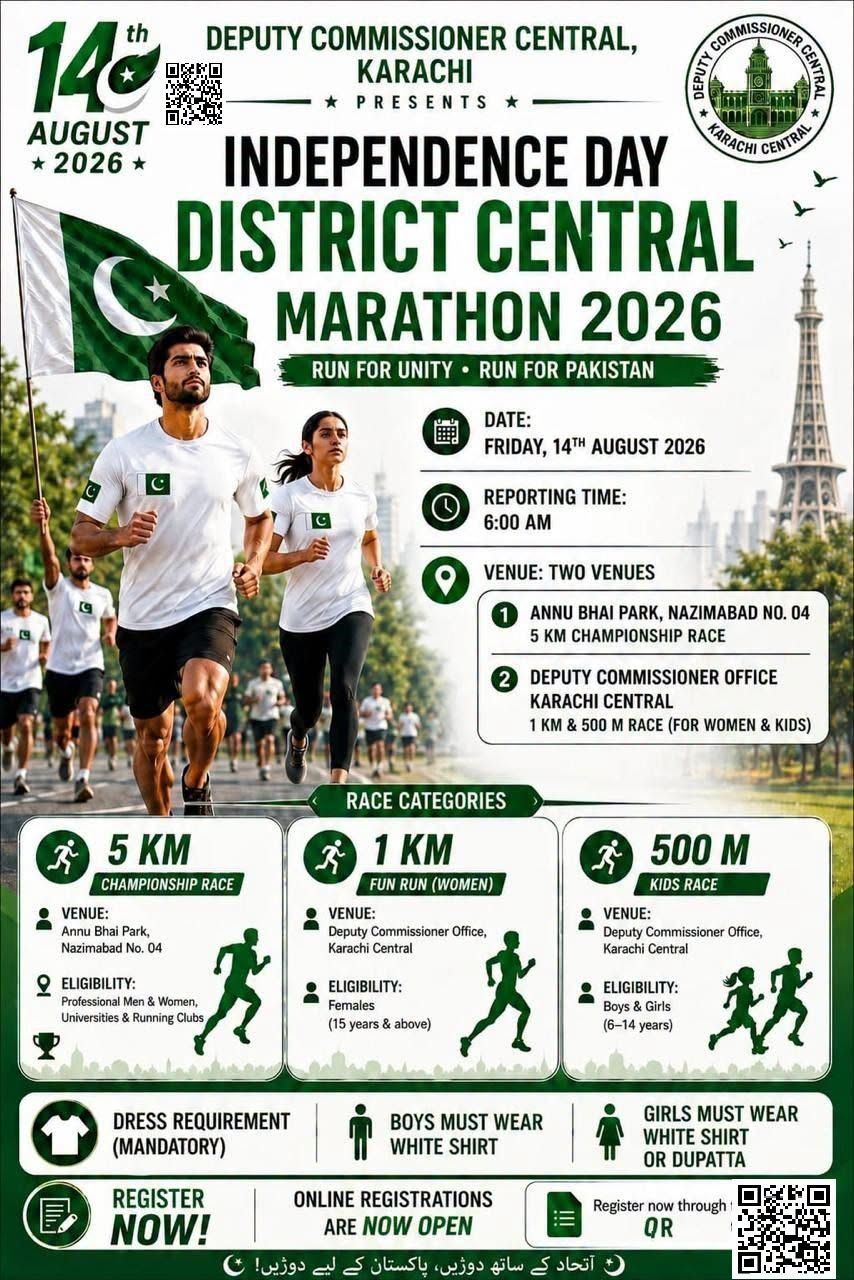 14th
AUGUST
★ 2026 ★
DEPUTY COMMISSIONER CENTRAL,
KARACHI
★ PRESENTS ★
DEPUTY COMMISSIONER CENTRAL
★ KARACHI CENTRAL ★
INDEPENDENCE DAY
DISTRICT CENTRAL
MARATHON 2026
RUN FOR UNITY • RUN FOR PAKISTAN
DATE:
FRIDAY, 14TH AUGUST 2026
REPORTING TIME:
6:00 AM
VENUE: TWO VENUES
1 ANNU BHAI PARK, NAZIMABAD NO. 04
5 KM CHAMPIONSHIP RACE
2 DEPUTY COMMISSIONER OFFICE
KARACHI CENTRAL
1 KM & 500 M RACE (FOR WOMEN & KIDS)
RACE CATEGORIES
5 KM
CHAMPIONSHIP RACE
VENUE:
Annu Bhai Park,
Nazimabad No. 04
ELIGIBILITY:
Professional Men & Women,
Universities & Running Clubs
1 KM
FUN RUN (WOMEN)
VENUE:
Deputy Commissioner Office,
Karachi Central
ELIGIBILITY:
Females
(15 years & above)
500 M
KIDS RACE
VENUE:
Deputy Commissioner Office,
Karachi Central
ELIGIBILITY:
Boys & Girls
(6–14 years)
DRESS REQUIREMENT
(MANDATORY)
BOYS MUST WEAR
WHITE SHIRT
GIRLS MUST WEAR
WHITE SHIRT
OR DUPATTA
REGISTER
NOW!
ONLINE REGISTRATIONS
ARE NOW OPEN
Register now through
QR
آتحاد کے ساتھ دوڑیں، پاکستان کے لیے دوڑیں!